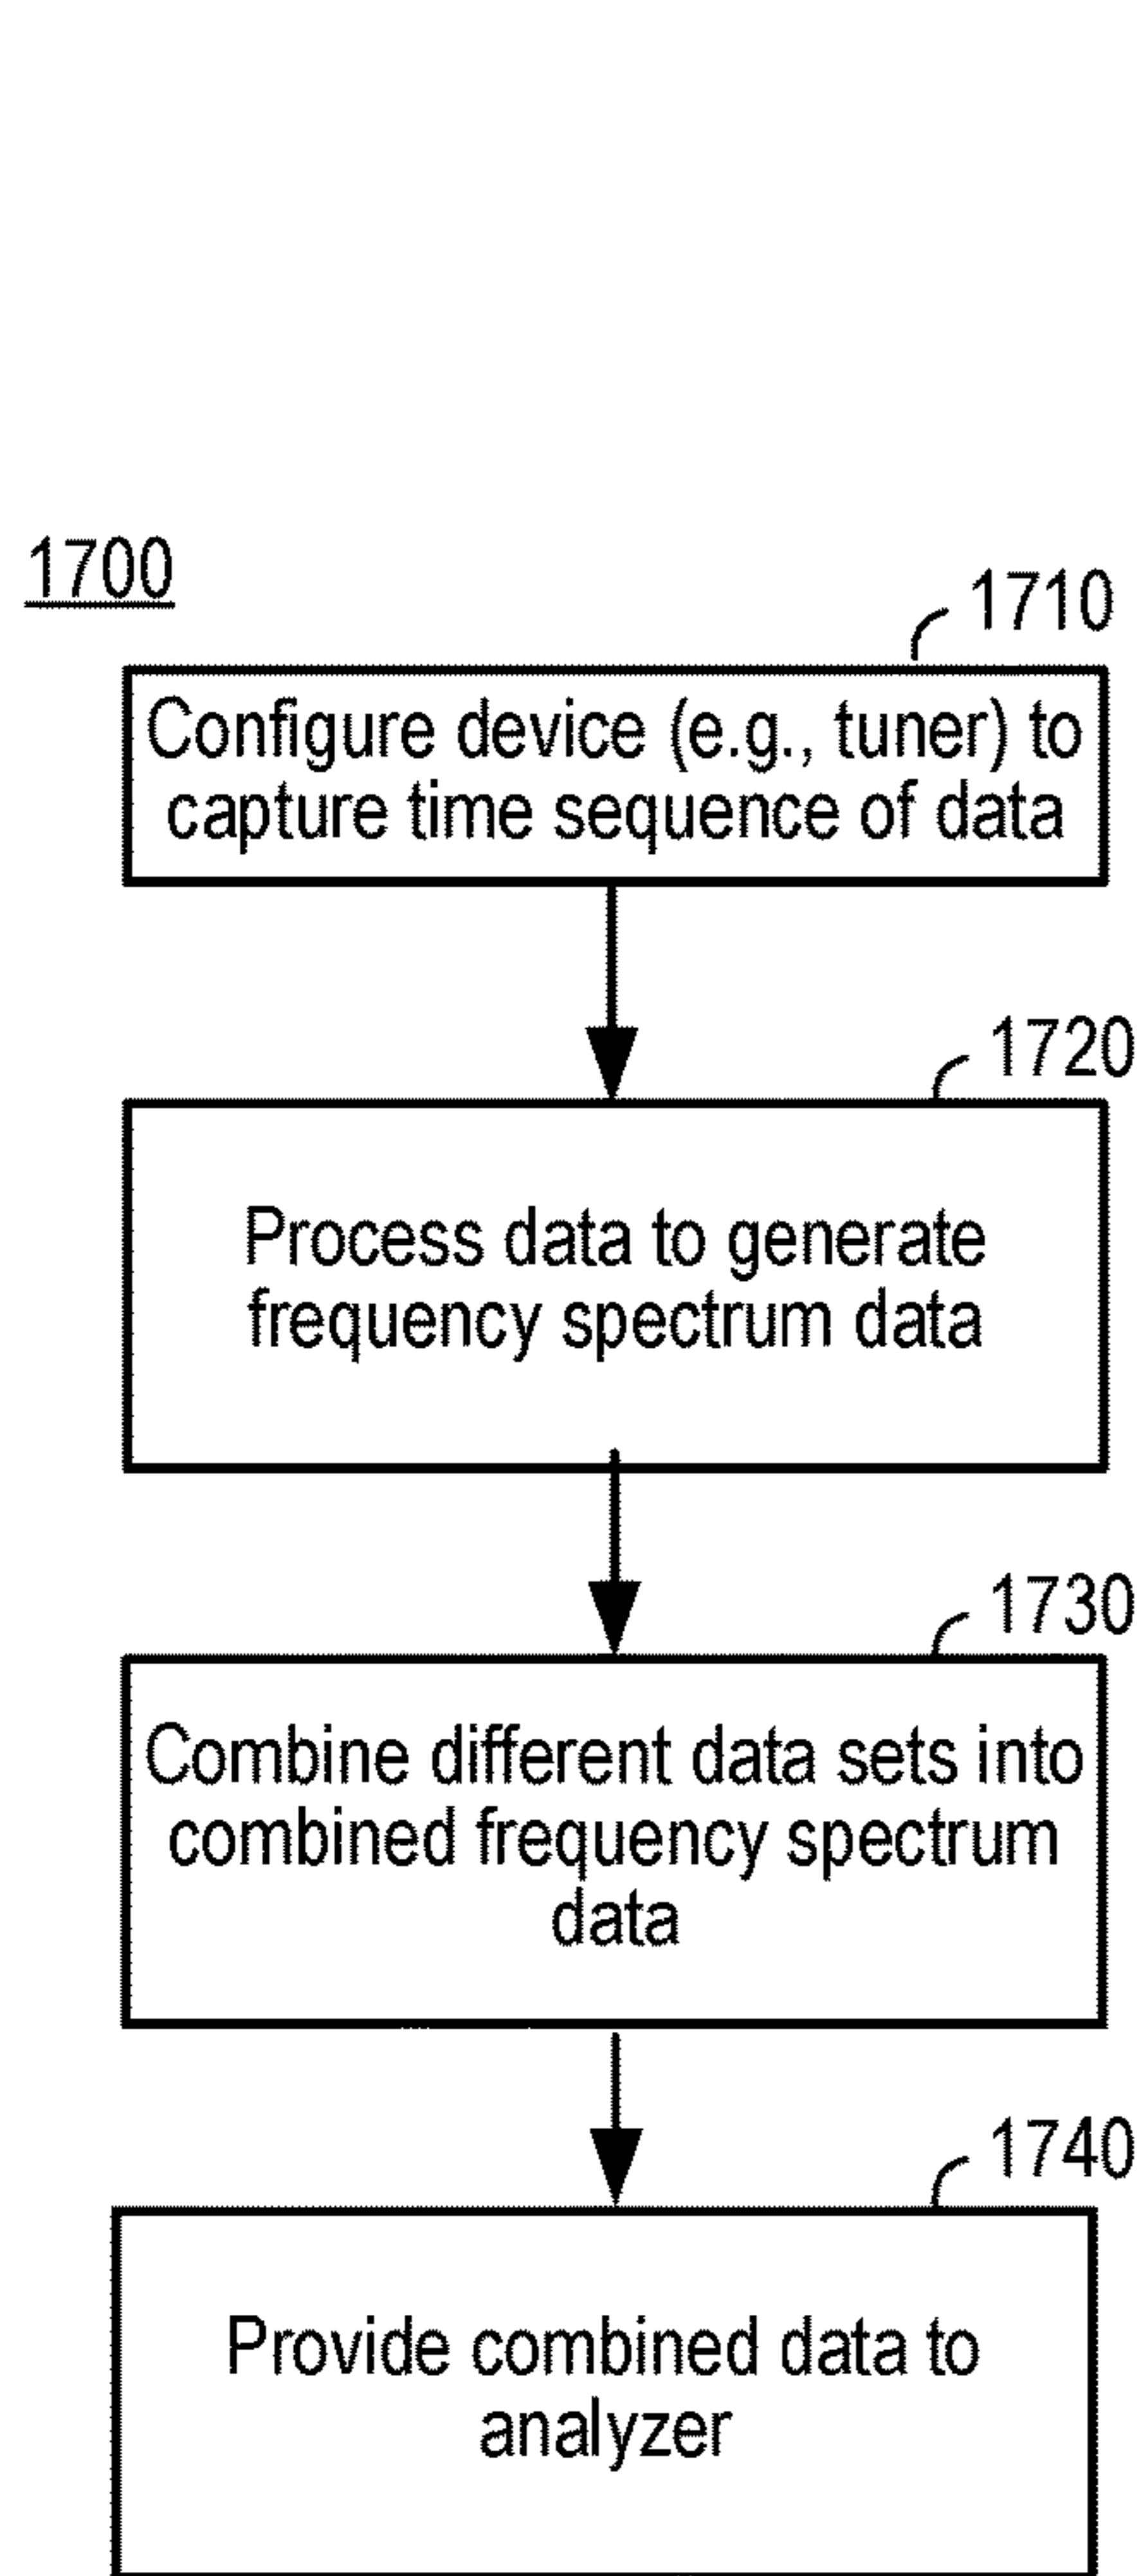 1700
1710
Configure device (e.g., tuner) to
capture time sequence of data
1720
Process data to generate
frequency spectrum data
1730
Combine different data sets into
combined frequency spectrum
data
1740
Provide combined data to
analyzer